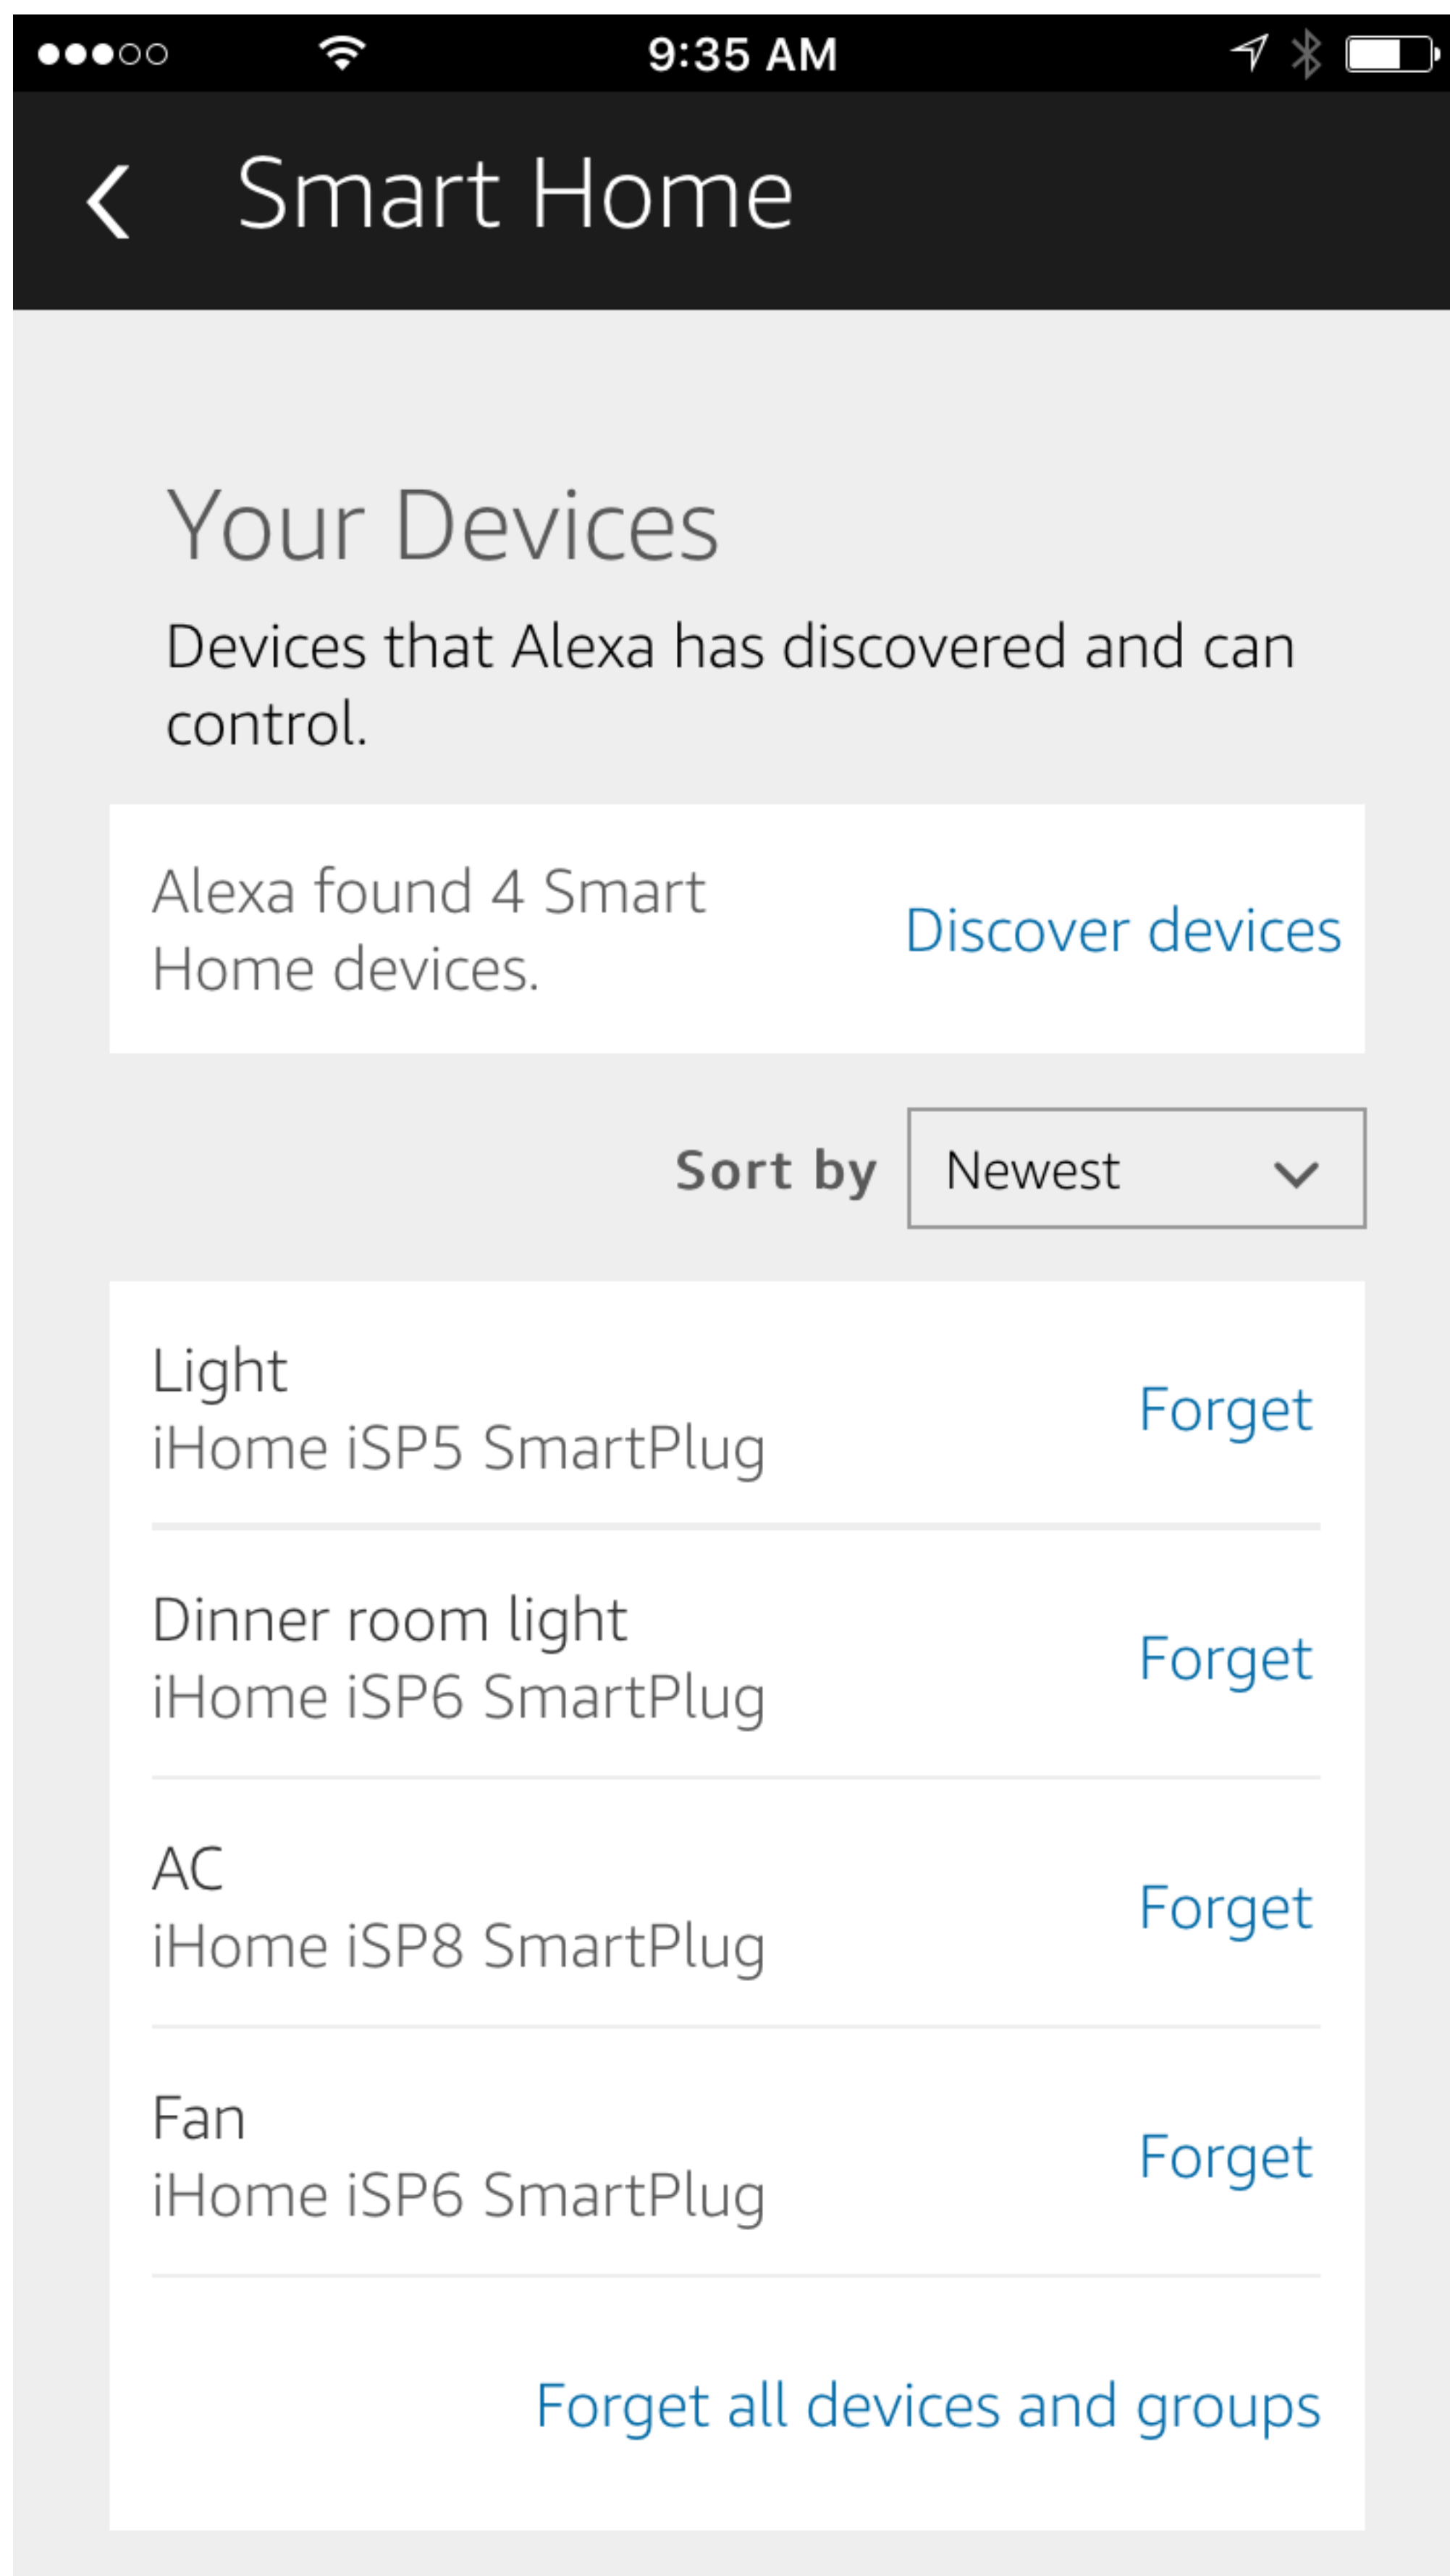 9:35 AM
Smart Home
Your Devices
Devices that Alexa has discovered and can
control.
Alexa found 4 Smart
Home devices.
Discover devices
Sort by Newest
Light
iHome iSP5 SmartPlug
Forget
Dinner room light
iHome iSP6 SmartPlug
Forget
AC
iHome iSP8 SmartPlug
Forget
Fan
iHome iSP6 SmartPlug
Forget
Forget all devices and groups